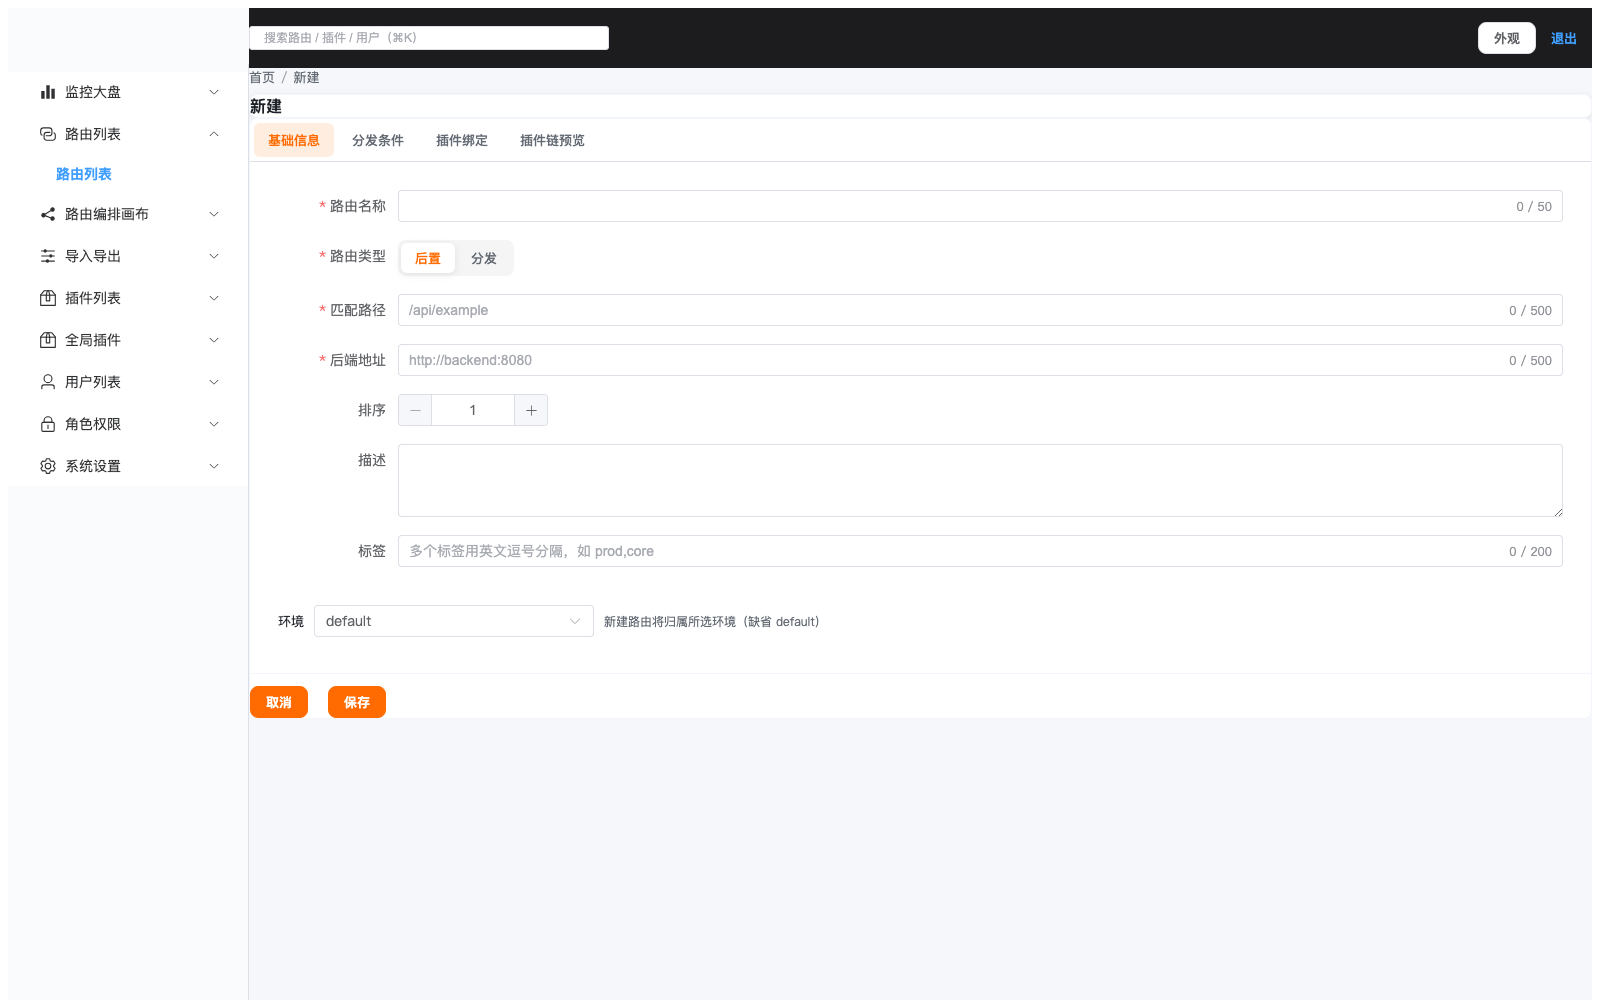 搜索路由 / 插件 / 用户（⌘K）
外观
退出
监控大盘
路由列表
路由列表
路由编排画布
导入导出
插件列表
全局插件
用户列表
角色权限
系统设置
首页 / 新建
新建
基础信息
分发条件
插件绑定
插件链预览
* 路由名称
0 / 50
* 路由类型
后置
分发
* 匹配路径
/api/example
0 / 500
* 后端地址
http://backend:8080
0 / 500
排序
1
描述
标签
多个标签用英文逗号分隔，如 prod,core
0 / 200
环境
default
新建路由将归属所选环境（缺省 default）
取消
保存